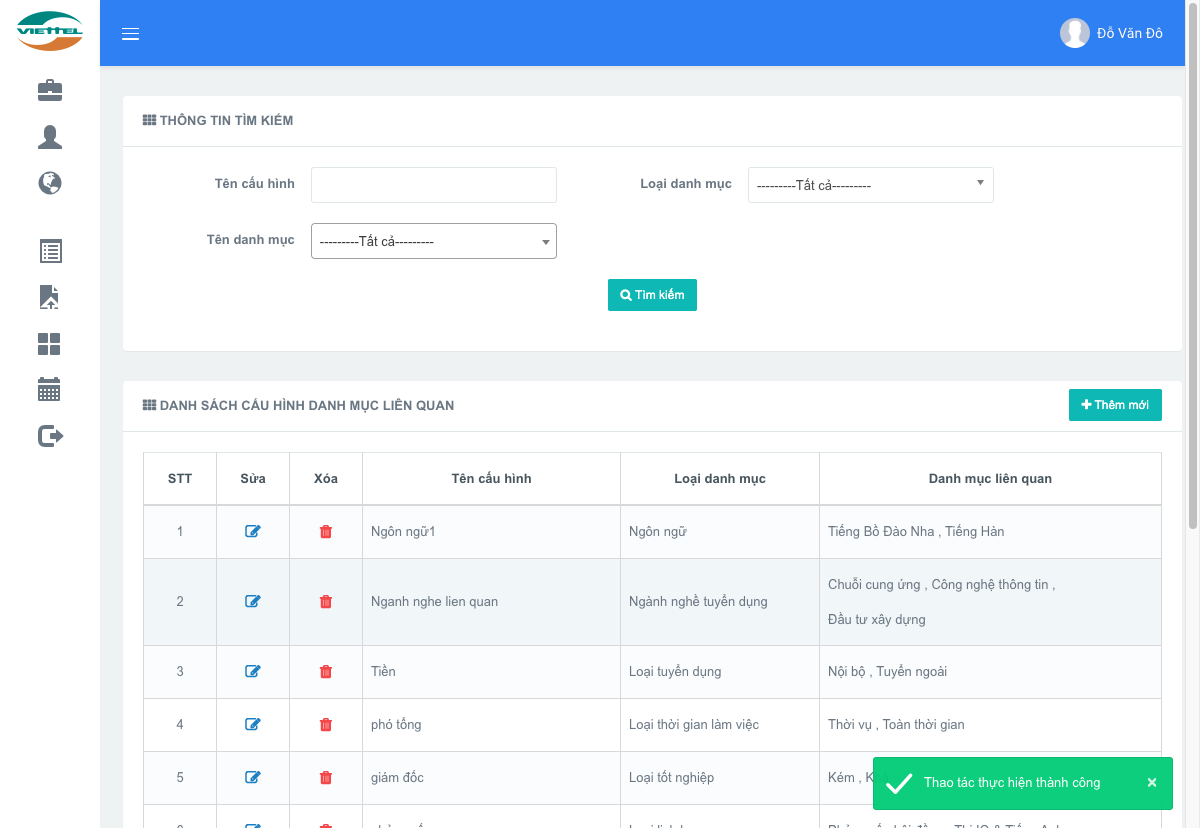 VIETTEL
Đỗ Văn Đô
THÔNG TIN TÌM KIẾM
Tên cấu hình
Loại danh mục
---------Tất cả---------
Tên danh mục
---------Tất cả---------
Tìm kiếm
DANH SÁCH CẤU HÌNH DANH MỤC LIÊN QUAN
Thêm mới
STT Sửa Xóa Tên cấu hình Loại danh mục Danh mục liên quan
1 Ngôn ngữ1 Ngôn ngữ Tiếng Bồ Đào Nha , Tiếng Hàn
2 Nganh nghe lien quan Ngành nghề tuyển dụng Chuỗi cung ứng , Công nghệ thông tin ,
Đầu tư xây dựng
3 Tiền Loại tuyển dụng Nội bộ , Tuyển ngoài
4 phó tổng Loại thời gian làm việc Thời vụ , Toàn thời gian
5 giám đốc Loại tốt nghiệp Kém ,
Thao tác thực hiện thành công ×